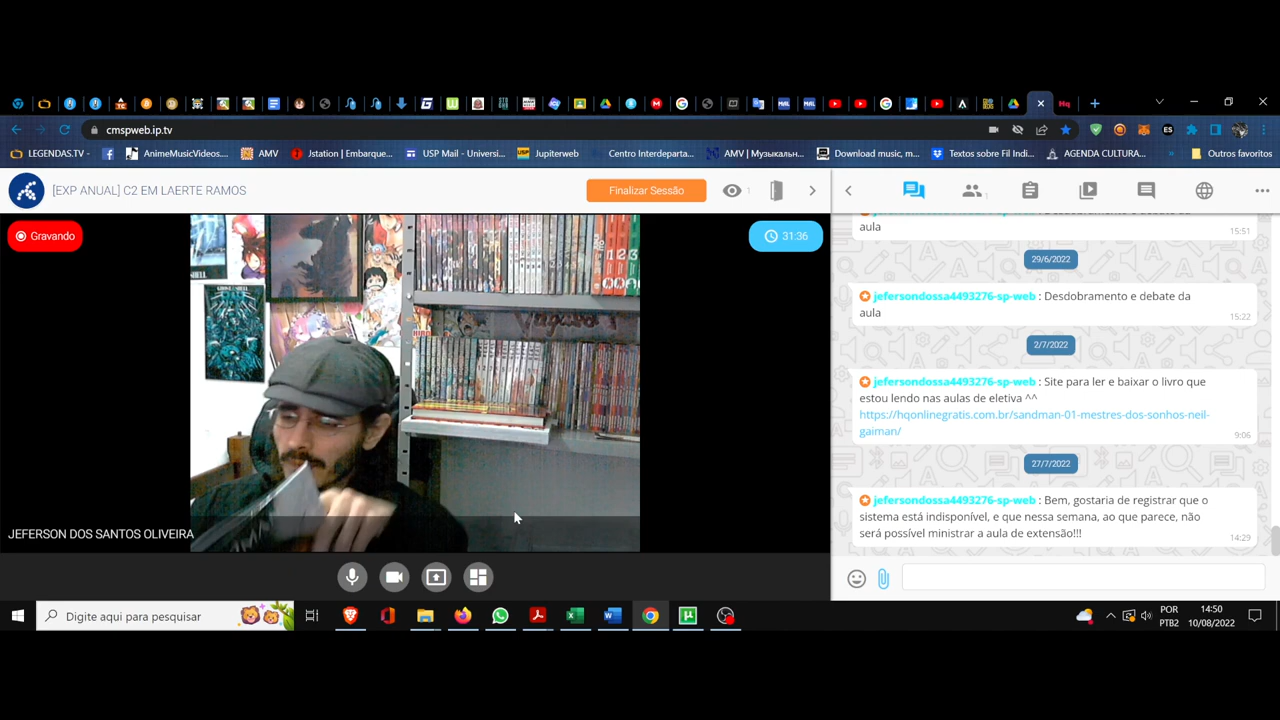 cmspweb.ip.tv
LEGENDAS.TV -
AnimeMusicVideos....
AMV
Jstation | Embarque...
USP Mail - Universi...
Jupiterweb
Centro Interdeparta...
Download music, m...
Textos sobre Fil Indi...
AGENDA CULTURA...
Outros favoritos
[EXP ANUAL] C2 EM LAERTE RAMOS
Finalizar Sessão
1
1
Gravando
31:36
JEFERSON DOS SANTOS OLIVEIRA
aula
15:51
29/6/2022
jefersondossa4493276-sp-web : Desdobramento e debate da
aula
15:22
2/7/2022
jefersondossa4493276-sp-web : Site para ler e baixar o livro que
estou lendo nas aulas de eletiva ^^
https://hqonlinegratis.com.br/sandman-01-mestres-dos-sonhos-neil-
gaiman/
9:06
27/7/2022
jefersondossa4493276-sp-web : Bem, gostaria de registrar que o
sistema está indisponível, e que nessa semana, ao que parece, não
será possível ministrar a aula de extensão!!!
14:29
Digite aqui para pesquisar
POR
PTB2
14:50
10/08/2022